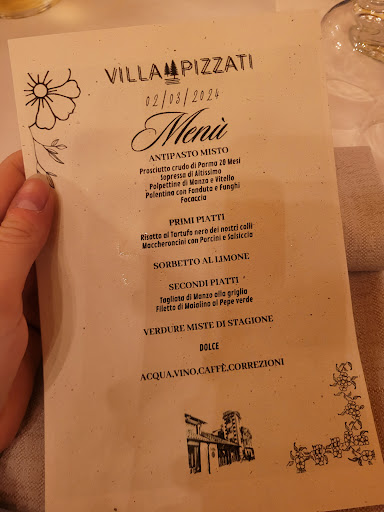 VILLA PIZZATI
02/08/2024
Menù
ANTIPASTO MISTO
Prosciutto crudo di Parma 20 Mesi
Sopressa di Altissimo
Polpettine di Manzo e Vitello
Polentina con Fonduta e Funghi
Focaccia
PRIMI PIATTI
Risotto al Tartufo nero dei nostri colli
Maccheroncini con Porcini e Salsiccia
SORBETTO AL LIMONE
SECONDI PIATTI
Tagliata di Manzo alla griglia
Filetto di Maialino al Pepe verde
VERDURE MISTE DI STAGIONE
DOLCE
ACQUA.VINO.CAFFÈ.CORREZIONI